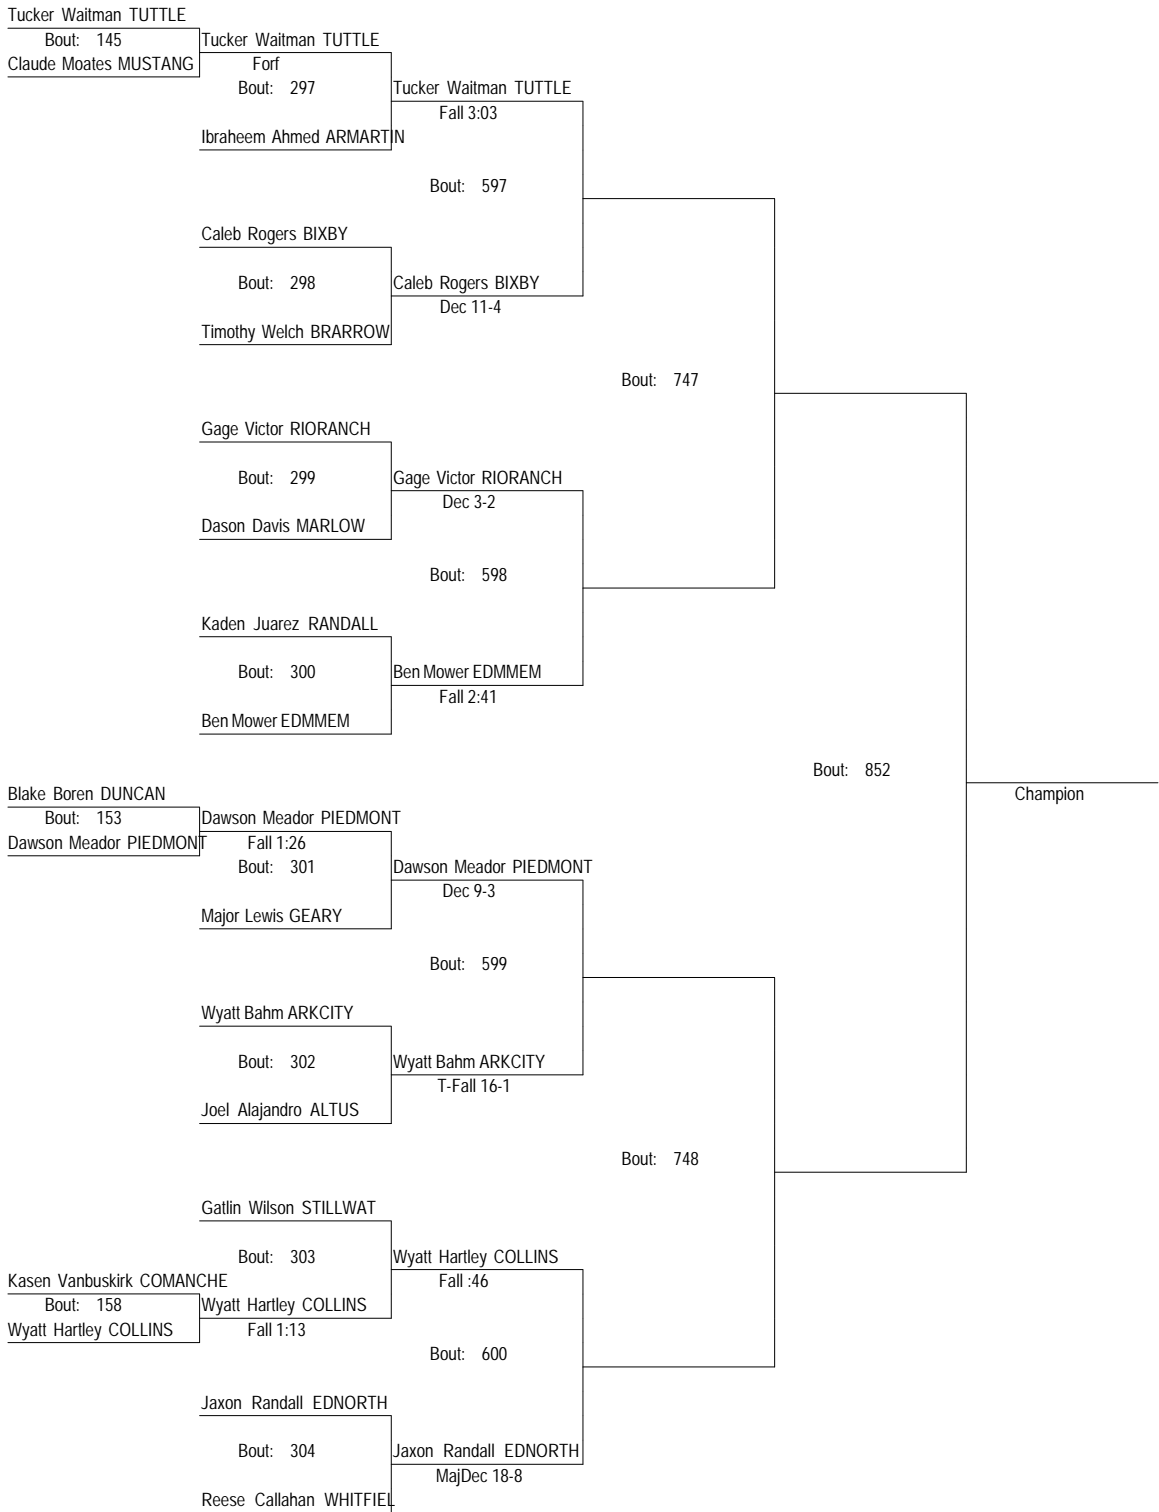 Tucker Waitman TUTTLE
Bout: 145
Tucker Waitman TUTTLE
Claude Moates MUSTANG
Forf
Bout: 297
Tucker Waitman TUTTLE
Fall 3:03
Ibraheem Ahmed ARMARTIN
Bout: 597
Caleb Rogers BIXBY
Bout: 298
Caleb Rogers BIXBY
Dec 11-4
Timothy Welch BRARROW
Bout: 747
Gage Victor RIORANCH
Bout: 299
Gage Victor RIORANCH
Dec 3-2
Dason Davis MARLOW
Bout: 598
Kaden Juarez RANDALL
Bout: 300
Ben Mower EDMMEM
Fall 2:41
Ben Mower EDMMEM
Bout: 852
Blake Boren DUNCAN
Champion
Bout: 153
Dawson Meador PIEDMONT
Dawson Meador PIEDMONT
Fall 1:26
Bout: 301
Dawson Meador PIEDMONT
Dec 9-3
Major Lewis GEARY
Bout: 599
Wyatt Bahm ARKCITY
Bout: 302
Wyatt Bahm ARKCITY
T-Fall 16-1
Joel Alajandro ALTUS
Bout: 748
Gatlin Wilson STILLWAT
Bout: 303
Wyatt Hartley COLLINS
Kasen Vanbuskirk COMANCHE
Fall :46
Bout: 158
Wyatt Hartley COLLINS
Wyatt Hartley COLLINS
Fall 1:13
Bout: 600
Jaxon Randall EDNORTH
Bout: 304
Jaxon Randall EDNORTH
MajDec 18-8
Reese Callahan WHITFIEL